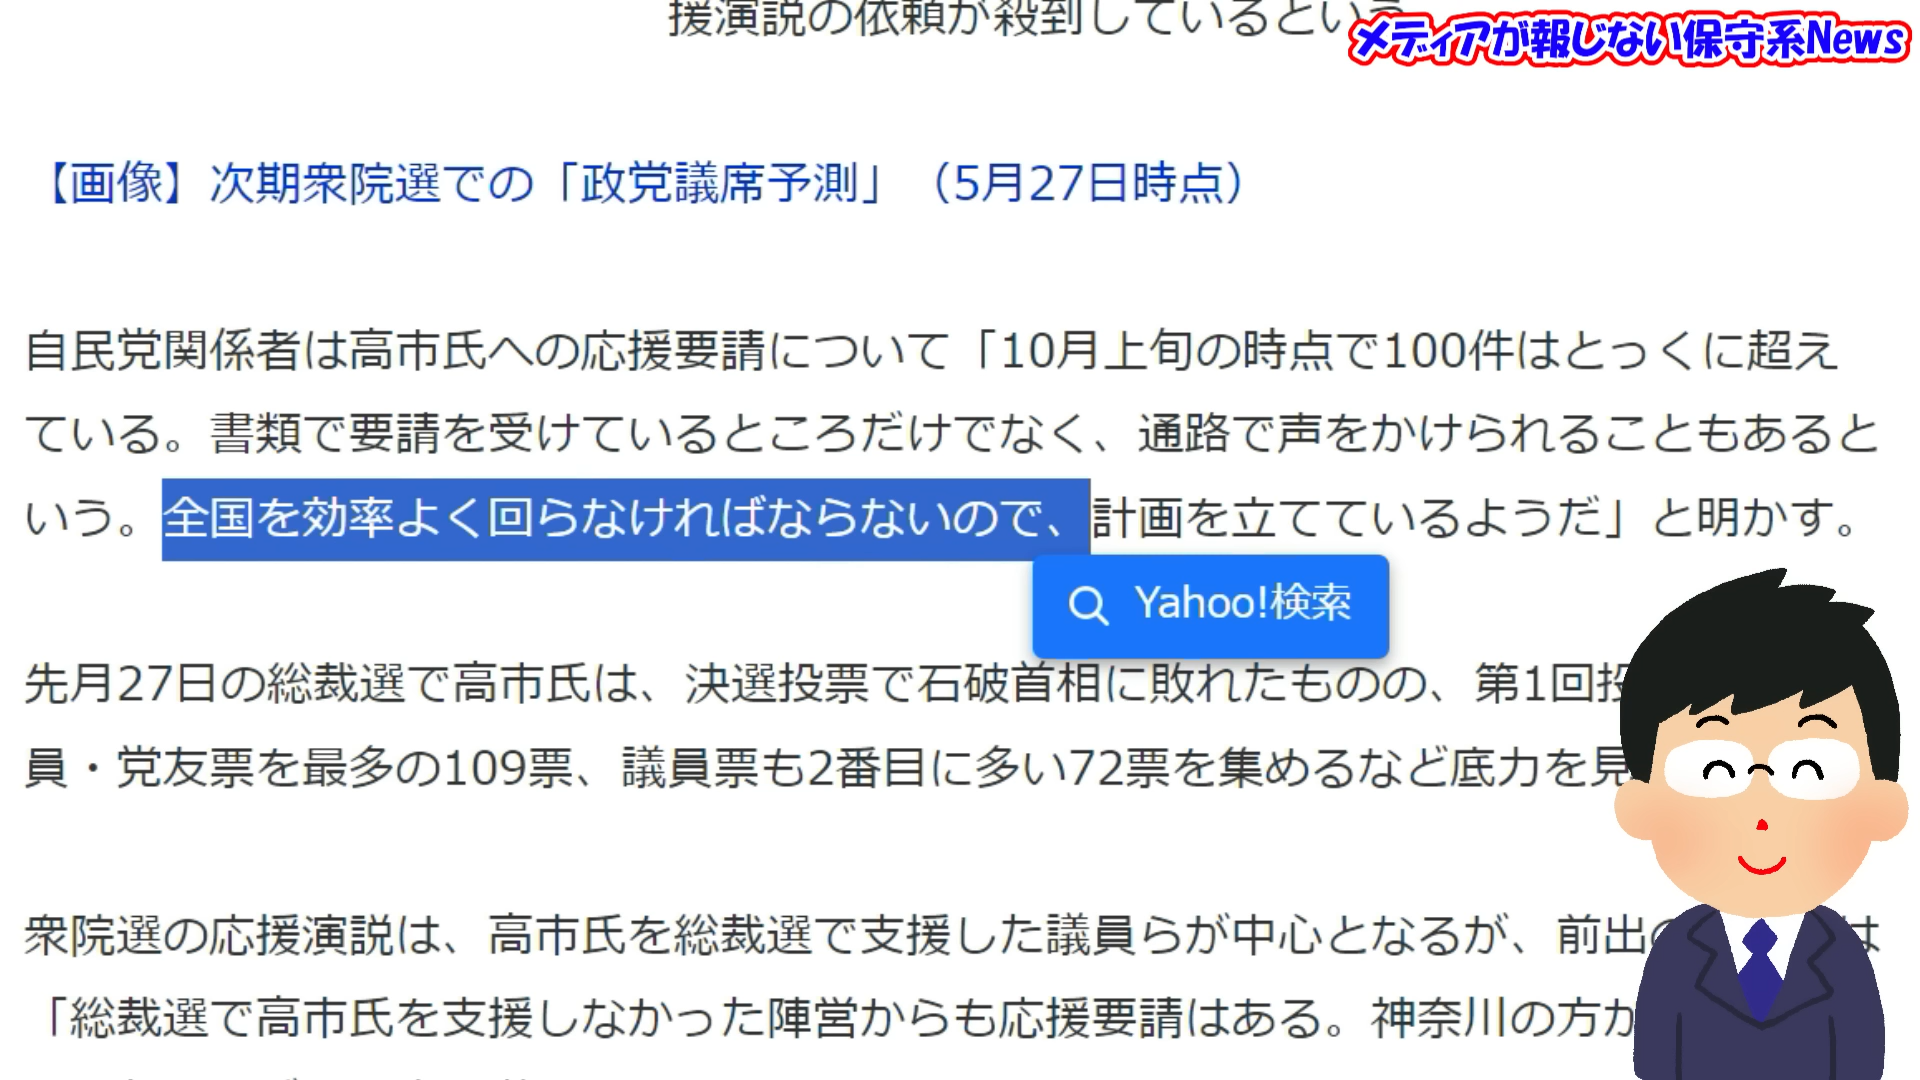 援演説の依頼が殺到しているという
メディアが報じない保守系News
【画像】次期衆院選での「政党議席予測」（5月27日時点）
自民党関係者は高市氏への応援要請について「10月上旬の時点で100件はとっくに超え
ている。書類で要請を受けているところだけでなく、通路で声をかけられることもあると
いう。全国を効率よく回らなければならないので、計画を立てているようだ」と明かす。
Yahoo!検索
先月27日の総裁選で高市氏は、決選投票で石破首相に敗れたものの、第1回投
員・党友票を最多の109票、議員票も2番目に多い72票を集めるなど底力を見
衆院選の応援演説は、高市氏を総裁選で支援した議員らが中心となるが、前出の は
「総裁選で高市氏を支援しなかった陣営からも応援要請はある。神奈川の方か